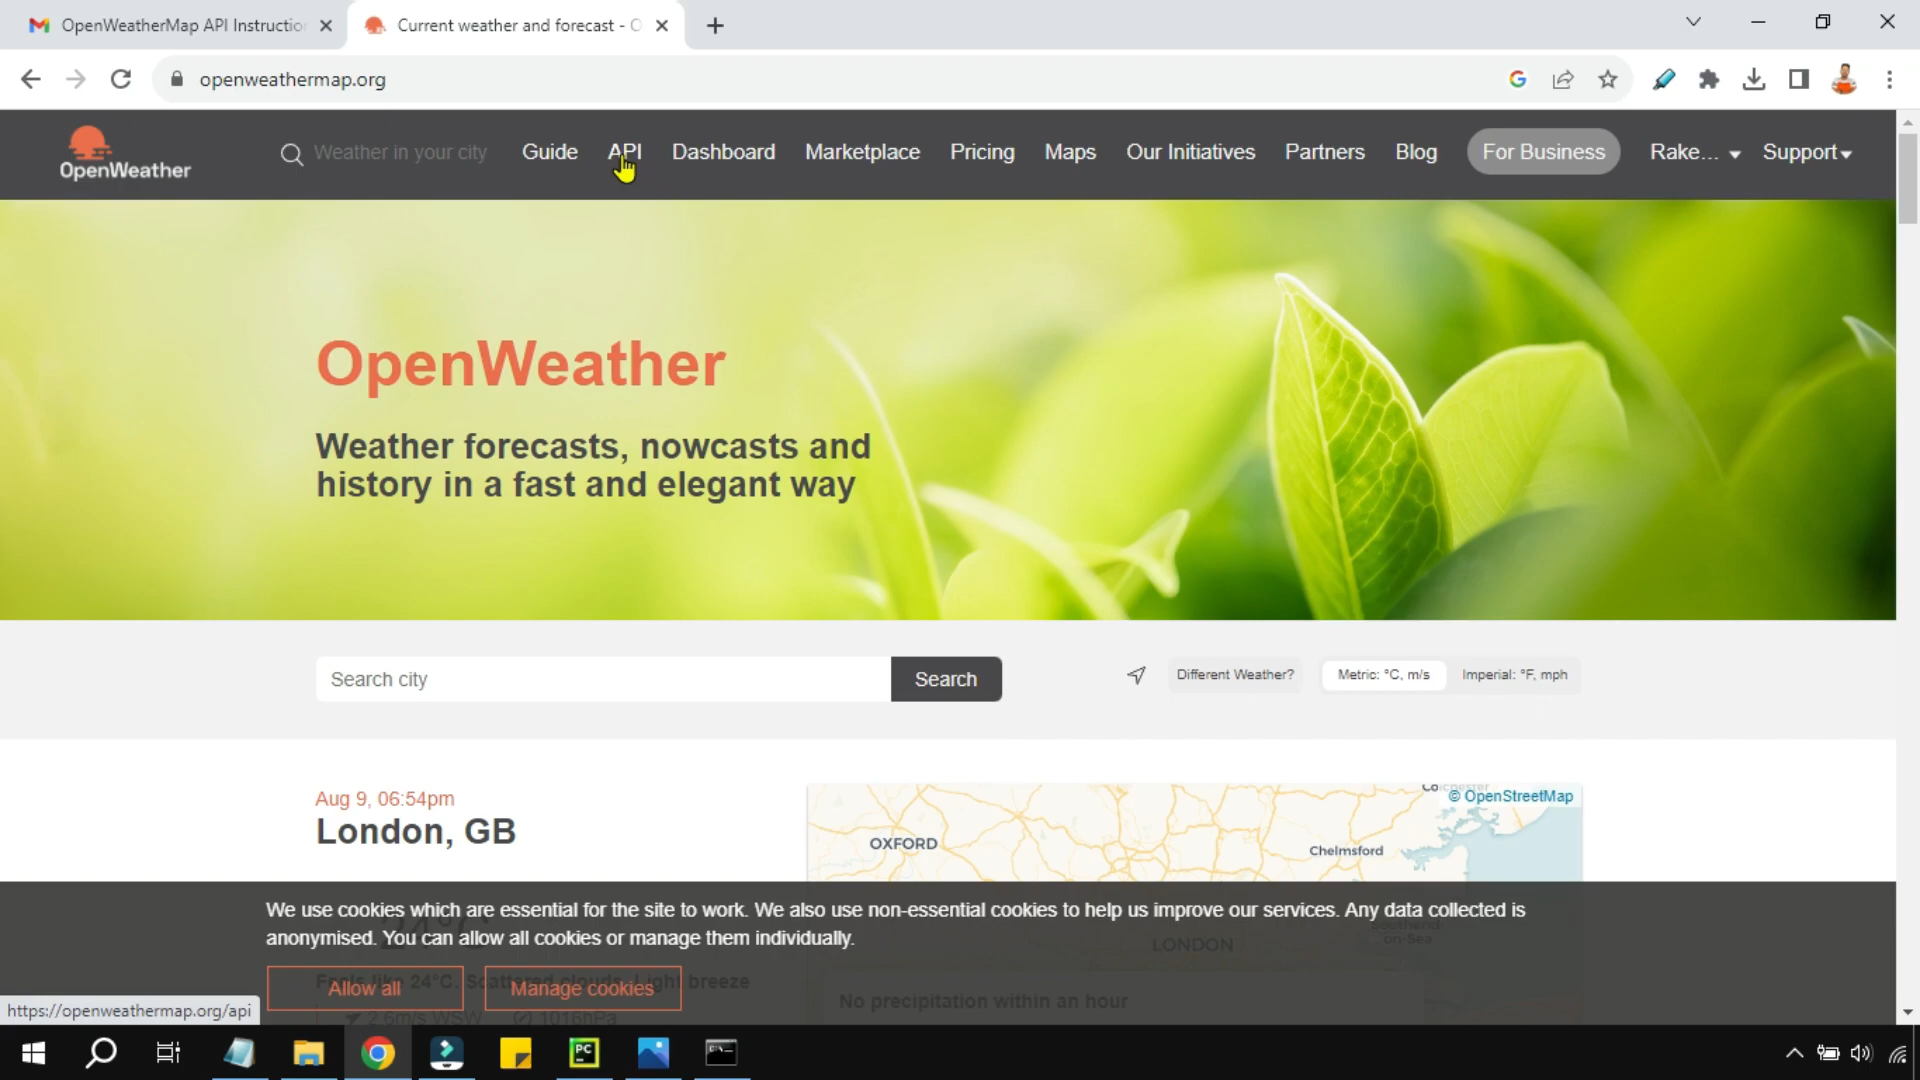 OpenWeatherMap API Instruction
Current weather and forecast - O
openweathermap.org
OpenWeather
Weather in your city
Guide
API
Dashboard
Marketplace
Pricing
Maps
Our Initiatives
Partners
Blog
For Business
Rake...
Support
OpenWeather
Weather forecasts, nowcasts and
history in a fast and elegant way
Search city
Search
Different Weather?
Metric: °C, m/s
Imperial: °F, mph
Aug 9, 06:54pm
London, GB
© OpenStreetMap
Colchester
OXFORD
Chelmsford
We use cookies which are essential for the site to work. We also use non-essential cookies to help us improve our services. Any data collected is
anonymised. You can allow all cookies or manage them individually.
24°C
LONDON
Southend-
on-Sea
Feels like 24°C. Scattered clouds. Light breeze
Allow all
Manage cookies
No precipitation within an hour
2.6m/s WSW
1016hPa
https://openweathermap.org/api
PC